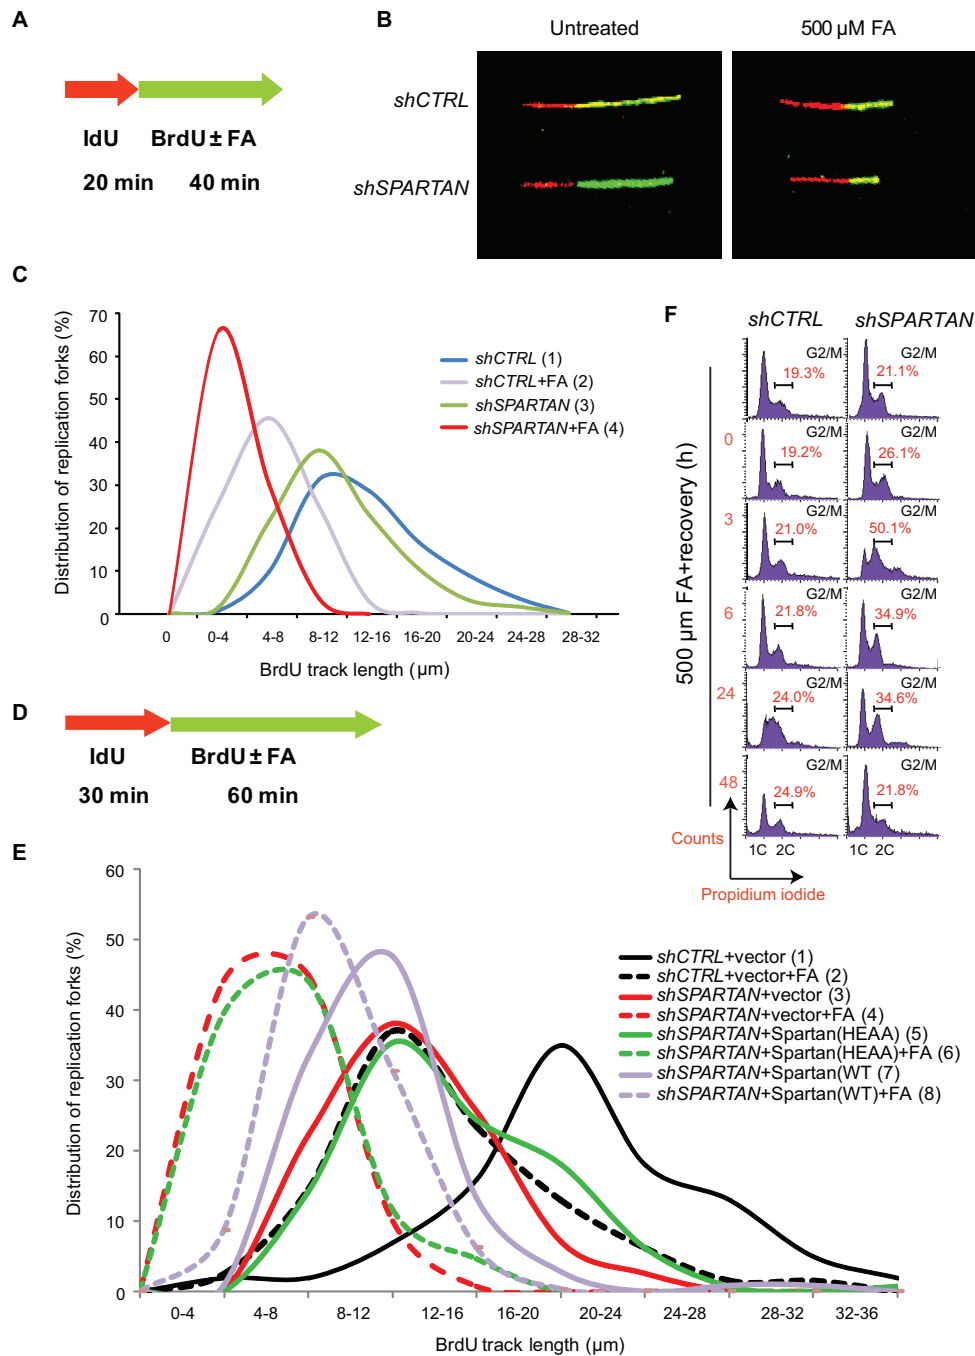 A
IdU
BrdU ± FA
20 min
40 min
B
Untreated
500 µM FA
shCTRL
shSPARTAN
C
Distribution of replication forks (%)
70
60
50
40
30
20
10
0
0
0-4
4-8
8-12
12-16
16-20
20-24
24-28
28-32
BrdU track length (µm)
shCTRL (1)
shCTRL+FA (2)
shSPARTAN (3)
shSPARTAN+FA (4)
D
IdU
BrdU ± FA
30 min
60 min
E
Distribution of replication forks (%)
60
50
40
30
20
10
0
0-4
4-8
8-12
12-16
16-20
20-24
24-28
28-32
32-36
BrdU track length (µm)
shCTRL+vector (1)
shCTRL+vector+FA (2)
shSPARTAN+vector (3)
shSPARTAN+vector+FA (4)
shSPARTAN+Spartan(HEAA) (5)
shSPARTAN+Spartan(HEAA)+FA (6)
shSPARTAN+Spartan(WT) (7)
shSPARTAN+Spartan(WT)+FA (8)
F
shCTRL
shSPARTAN
500 µm FA+recovery (h)
G2/M
19.3%
G2/M
21.1%
0
G2/M
19.2%
G2/M
26.1%
3
G2/M
21.0%
G2/M
50.1%
6
G2/M
21.8%
G2/M
34.9%
24
G2/M
24.0%
G2/M
34.6%
48
G2/M
24.9%
G2/M
21.8%
Counts
1C
2C
1C
2C
Propidium iodide